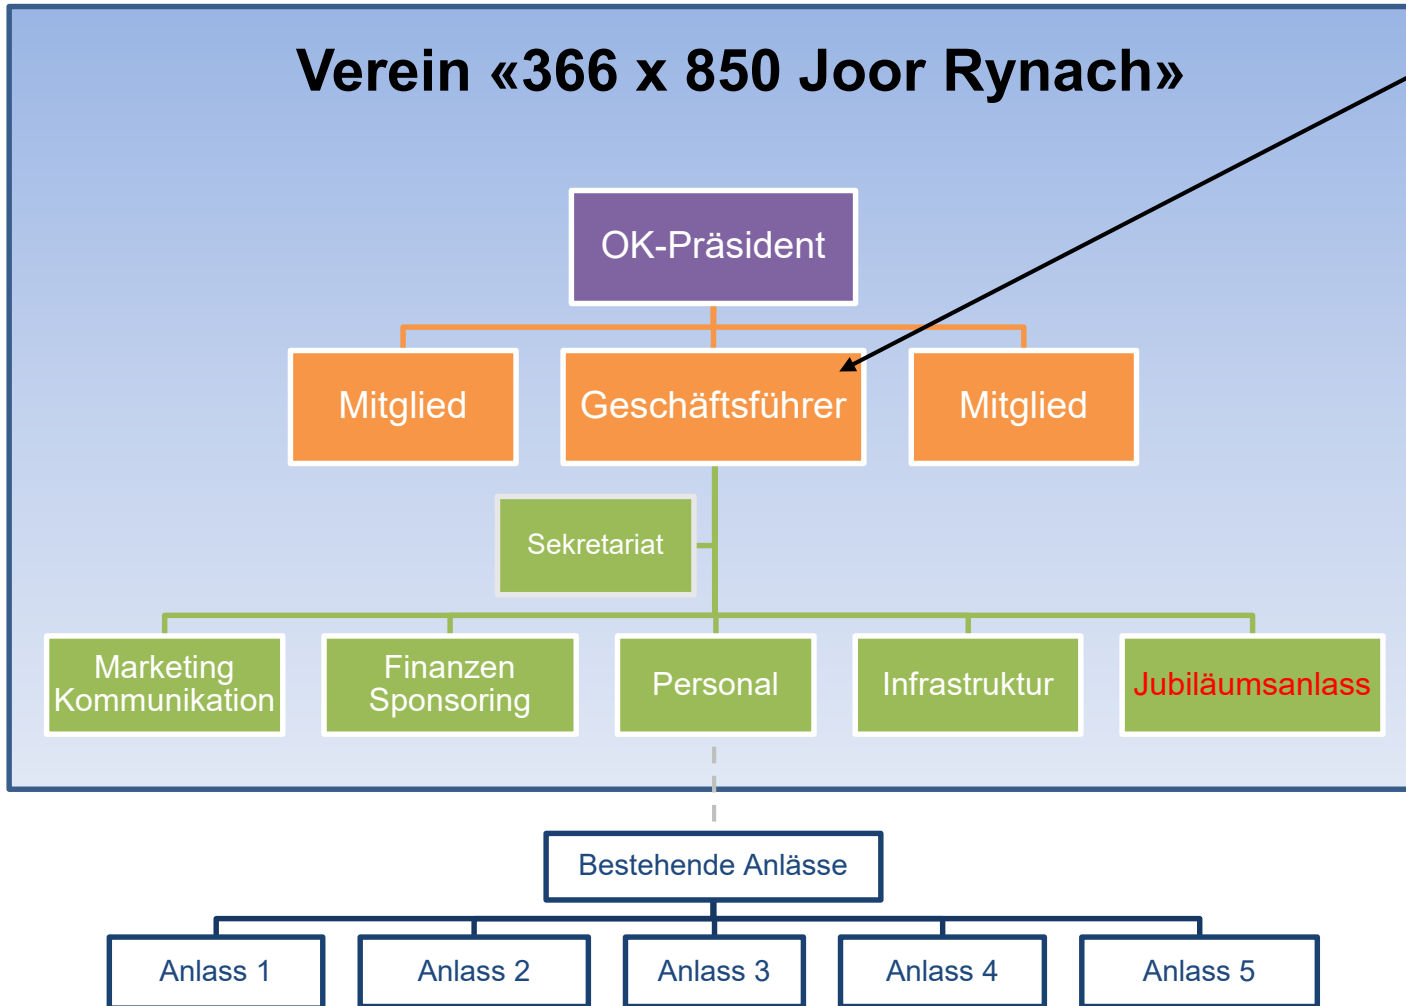 Verein «366 x 850 Joor Rynach»
OK-Präsident
Mitglied
Geschäftsführer
Mitglied
Sekretariat
Marketing
Kommunikation
Finanzen
Sponsoring
Personal
Infrastruktur
Jubiläumsanlass
Bestehende Anlässe
Anlass 1
Anlass 2
Anlass 3
Anlass 4
Anlass 5